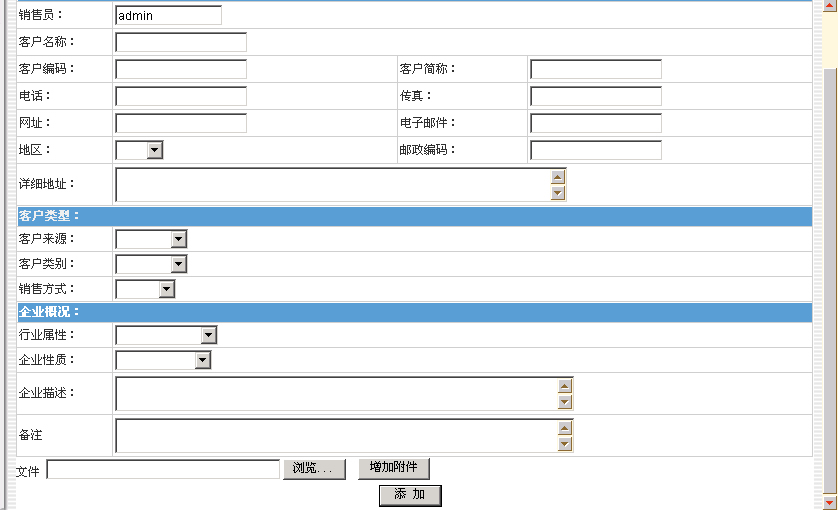 销售员：
admin
客户名称：
客户编码：
客户简称：
电话：
传真：
网址：
电子邮件：
地区：
邮政编码：
详细地址：
客户类型：
客户来源：
客户类别：
销售方式：
企业概况：
行业属性：
企业性质：
企业描述：
备注
文件
浏览...
增加附件
添 加